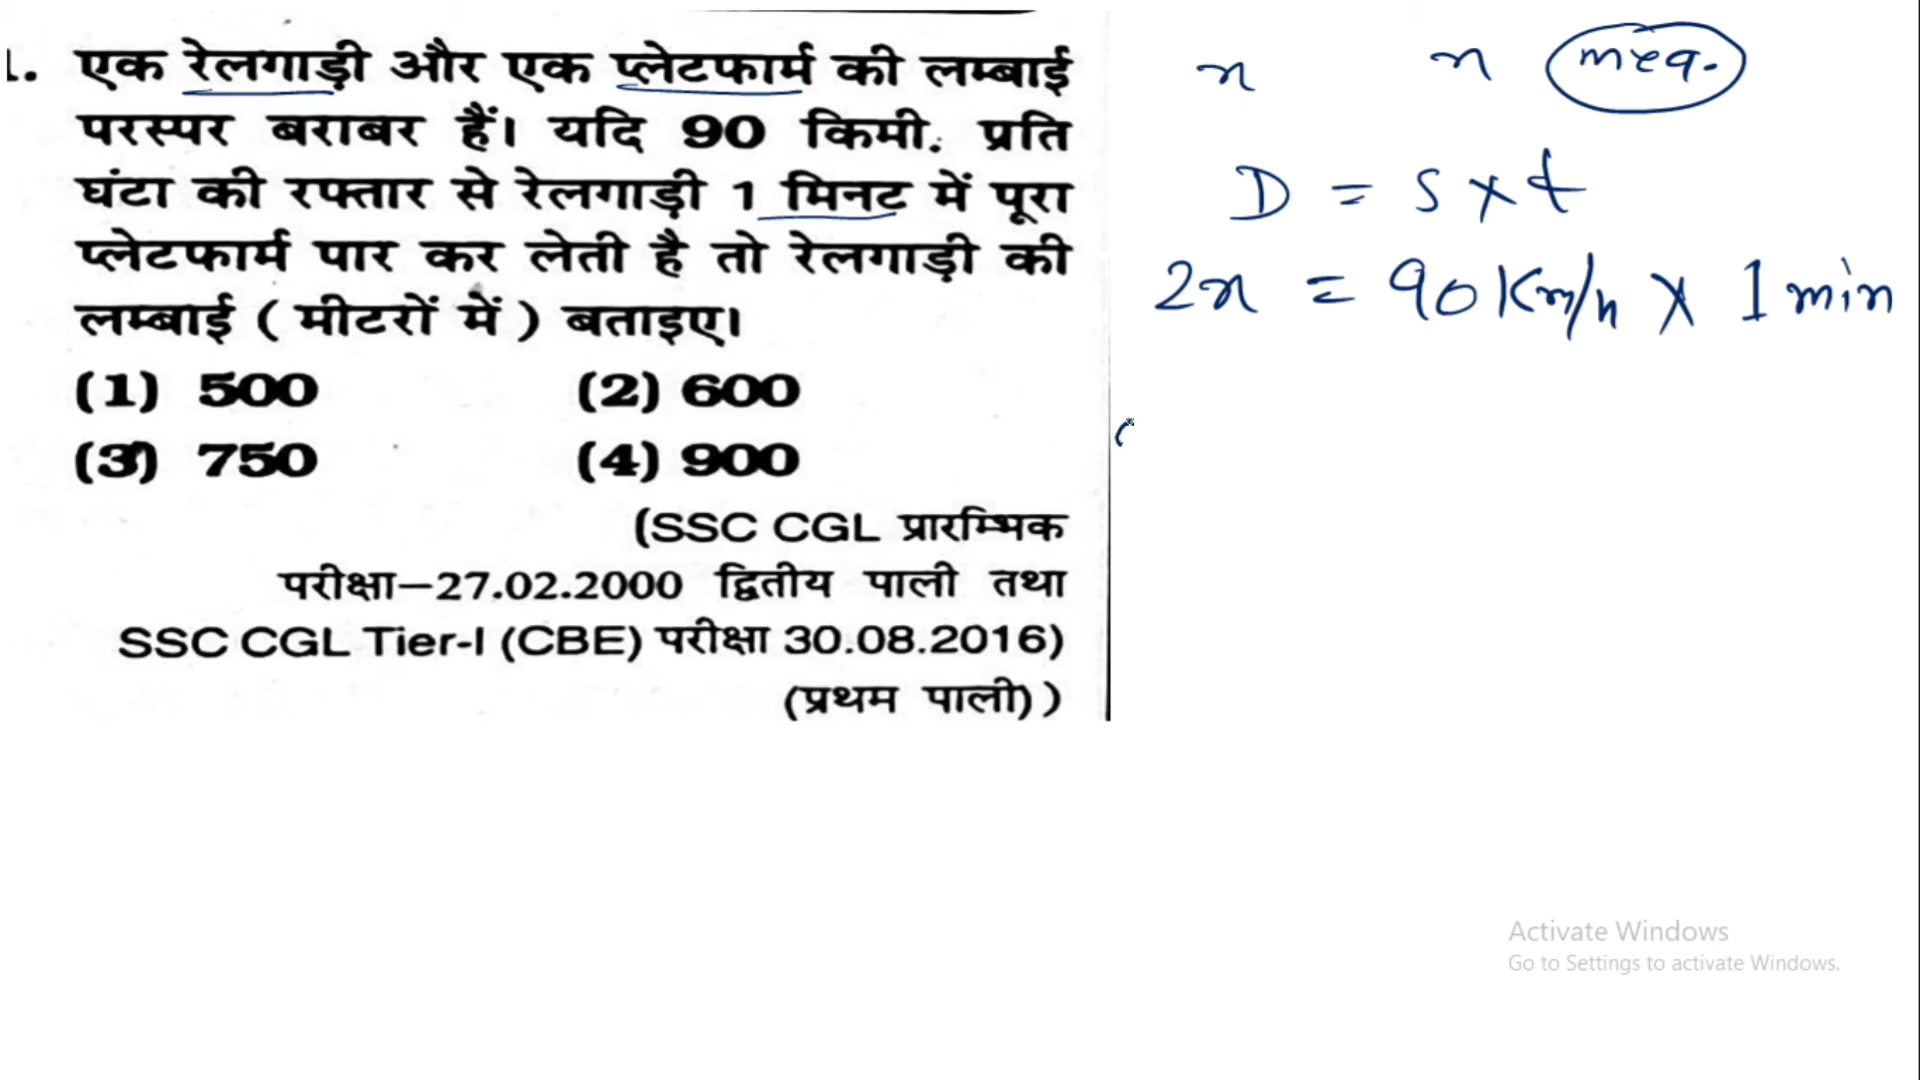 1. एक रेलगाड़ी और एक प्लेटफार्म की लम्बाई
परस्पर बराबर हैं। यदि 90 किमी. प्रति
घंटा की रफ्तार से रेलगाड़ी 1 मिनट में पूरा
प्लेटफार्म पार कर लेती है तो रेलगाड़ी की
लम्बाई ( मीटरों में ) बताइए।
(1) 500 (2) 600
(3) 750 (4) 900
(SSC CGL प्रारम्भिक
परीक्षा—27.02.2000 द्वितीय पाली तथा
SSC CGL Tier-I (CBE) परीक्षा 30.08.2016)
(प्रथम पाली) )
x x
D = S x t
2x = 90 Km/h x 1 min
Activate Windows
Go to Settings to activate Windows.